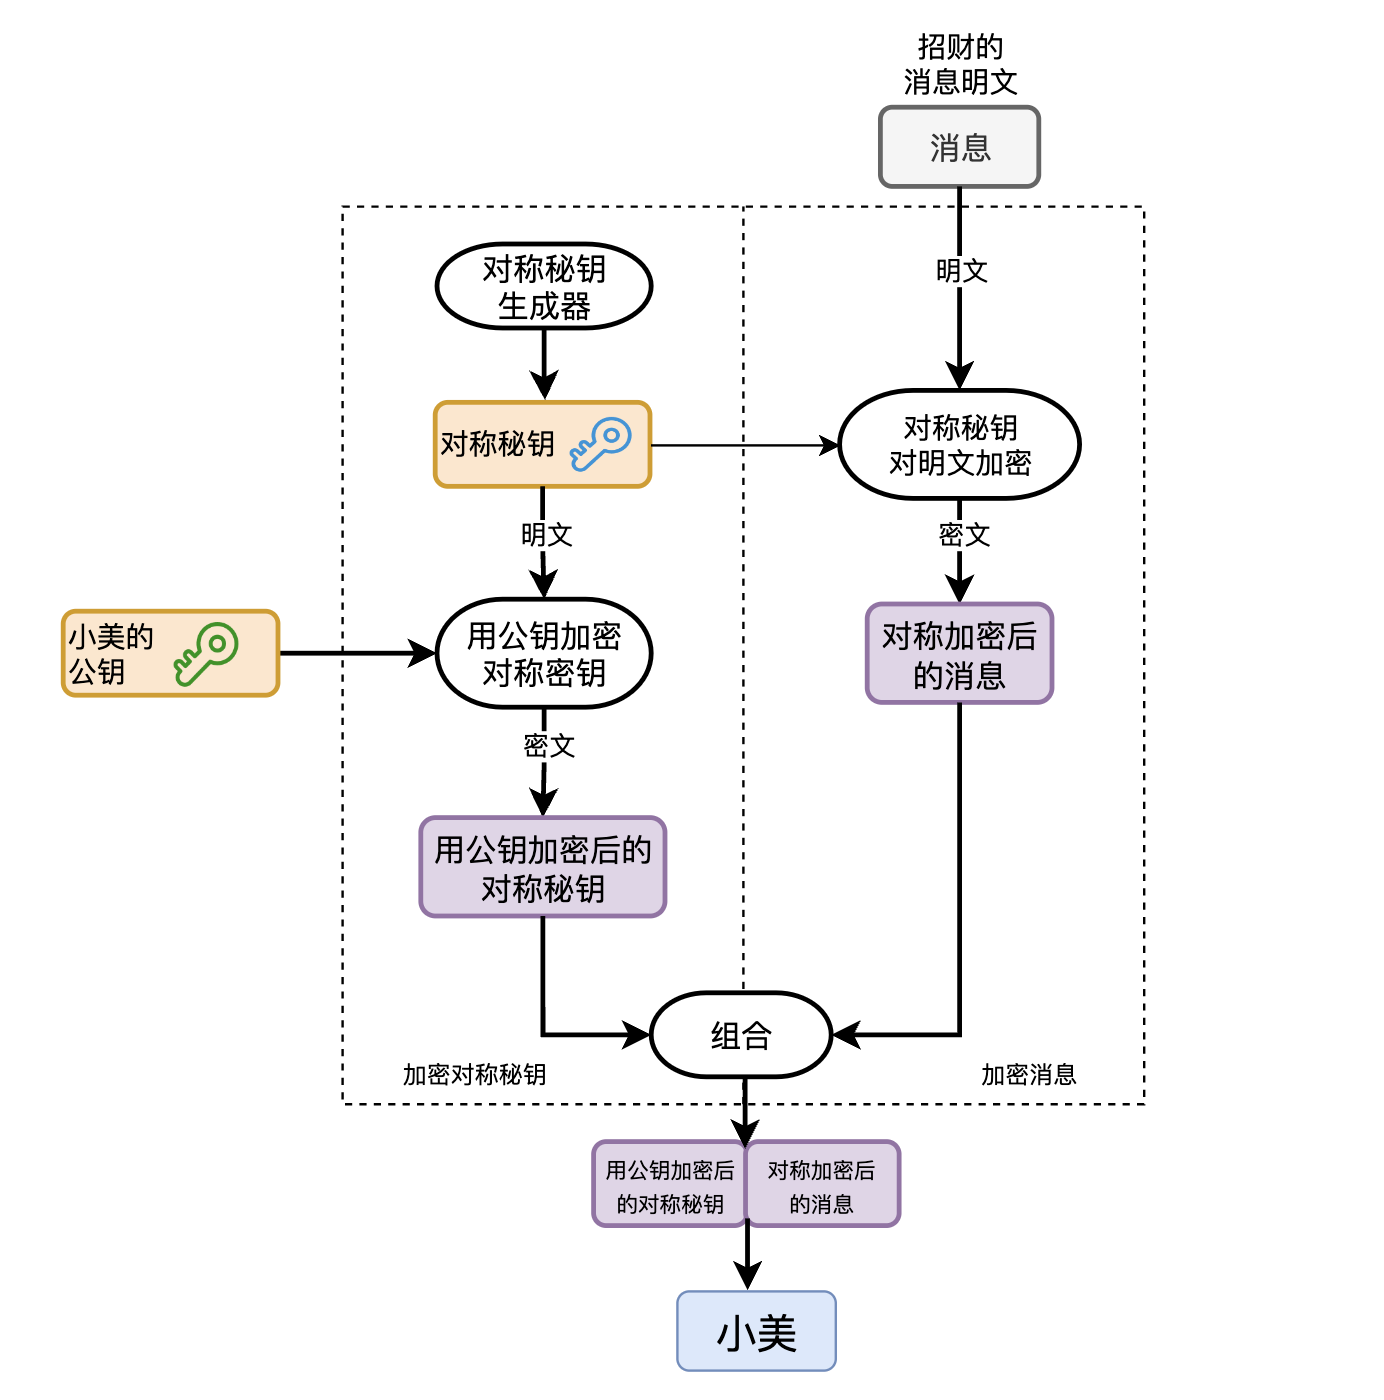 招财的
消息明文
消息
明文
对称秘钥
生成器
对称秘钥
对称秘钥
对明文加密
明文
密文
小美的
公钥
用公钥加密
对称密钥
对称加密后
的消息
密文
用公钥加密后的
对称秘钥
组合
加密对称秘钥
加密消息
用公钥加密后
的对称秘钥
对称加密后
的消息
小美